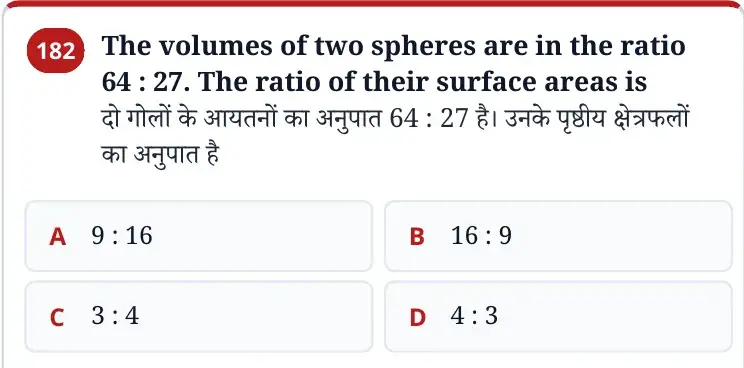 182 The volumes of two spheres are in the ratio
64 : 27. The ratio of their surface areas is
दो गोलों के आयतनों का अनुपात 64 : 27 है। उनके पृष्ठीय क्षेत्रफलों
का अनुपात है
A 9 : 16
B 16 : 9
C 3 : 4
D 4 : 3